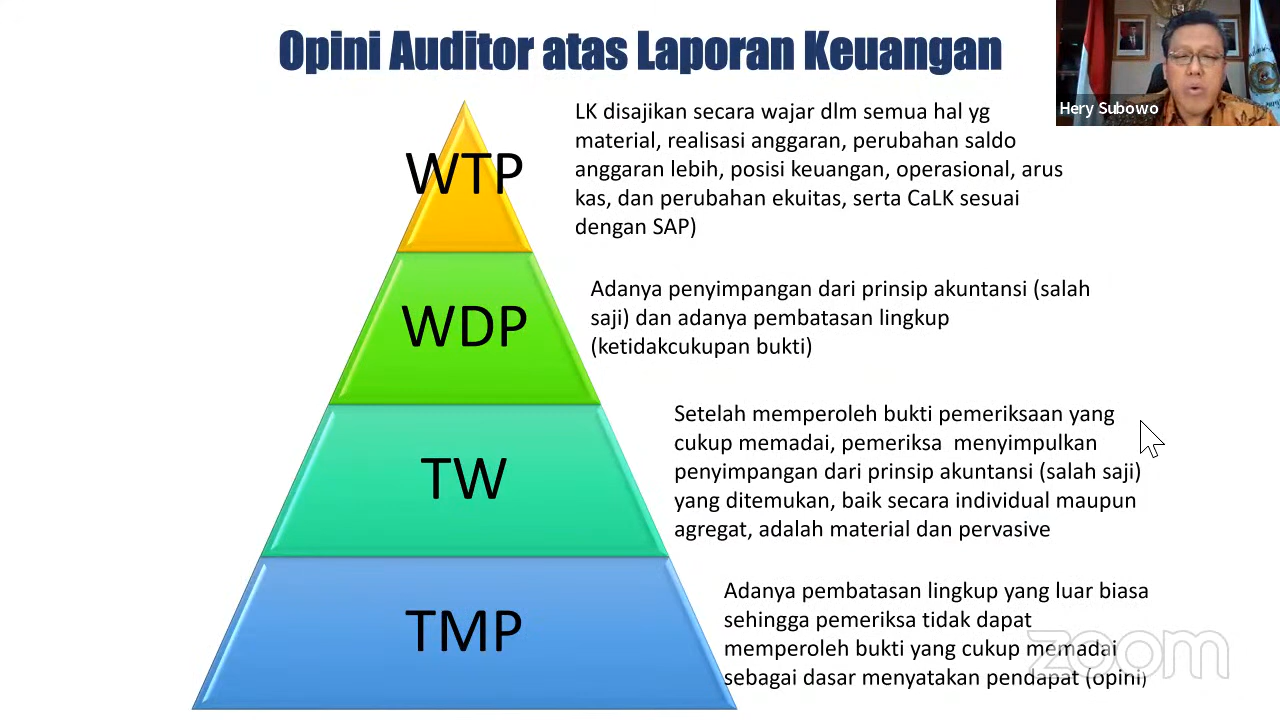 Opini Auditor atas Laporan Keuangan
Hery Subowo
WTP
LK disajikan secara wajar dlm semua hal yg
material, realisasi anggaran, perubahan saldo
anggaran lebih, posisi keuangan, operasional, arus
kas, dan perubahan ekuitas, serta CaLK sesuai
dengan SAP)
WDP
Adanya penyimpangan dari prinsip akuntansi (salah
saji) dan adanya pembatasan lingkup
(ketidakcukupan bukti)
TW
Setelah memperoleh bukti pemeriksaan yang
cukup memadai, pemeriksa  menyimpulkan
penyimpangan dari prinsip akuntansi (salah saji)
yang ditemukan, baik secara individual maupun
agregat, adalah material dan pervasive
TMP
Adanya pembatasan lingkup yang luar biasa
sehingga pemeriksa tidak dapat
memperoleh bukti yang cukup memadai
sebagai dasar menyatakan pendapat (opini)
zoom